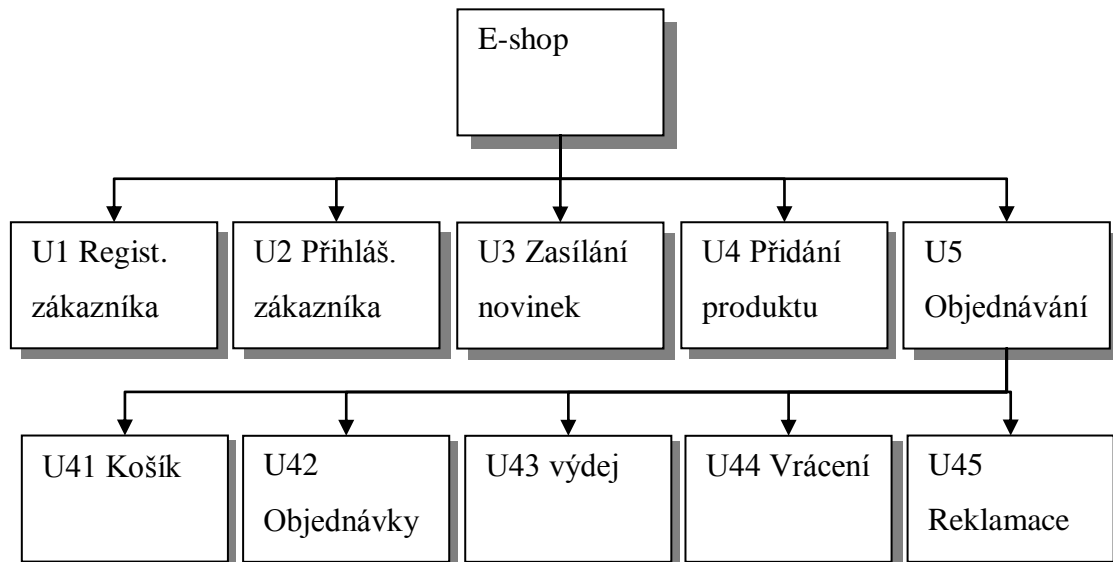 E-shop
U1 Regist.
zákazníka
U2 Přihláš.
zákazníka
U3 Zasílání
novinek
U4 Přidání
produktu
U5
Objednávání
U41 Košík
U42
Objednávky
U43 výdej
U44 Vrácení
U45
Reklamace